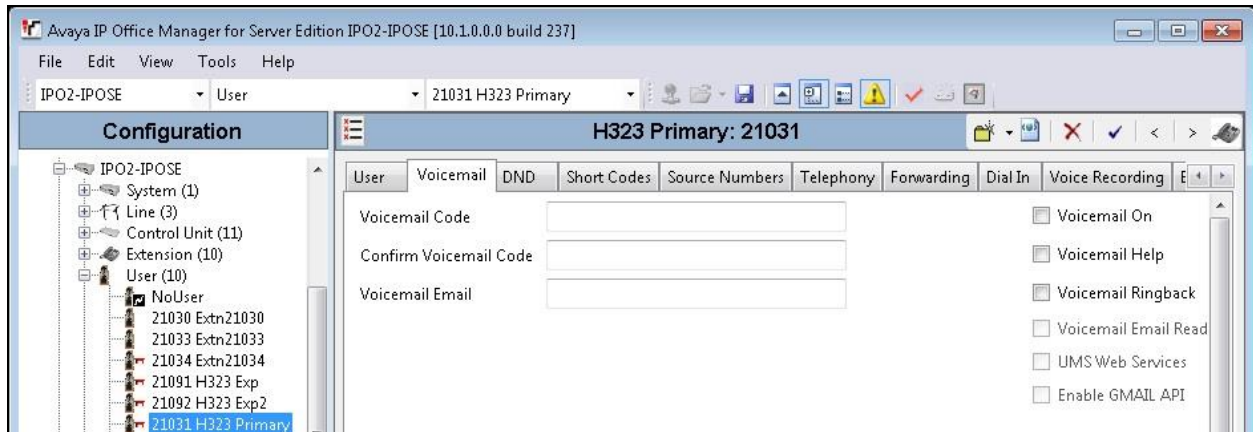 Avaya IP Office Manager for Server Edition IPO2-IPOSE [10.1.0.0.0 build 237]
File Edit View Tools Help
IPO2-IPOSE User 21031 H323 Primary
Configuration
H323 Primary: 21031
IPO2-IPOSE
System (1)
Line (3)
Control Unit (11)
Extension (10)
User (10)
NoUser
21030 Extn21030
21033 Extn21033
21034 Extn21034
21091 H323 Exp
21092 H323 Exp2
21031 H323 Primary
User Voicemail DND Short Codes Source Numbers Telephony Forwarding Dial In Voice Recording
Voicemail Code
Confirm Voicemail Code
Voicemail Email
Voicemail On
Voicemail Help
Voicemail Ringback
Voicemail Email Read
UMS Web Services
Enable GMAIL API